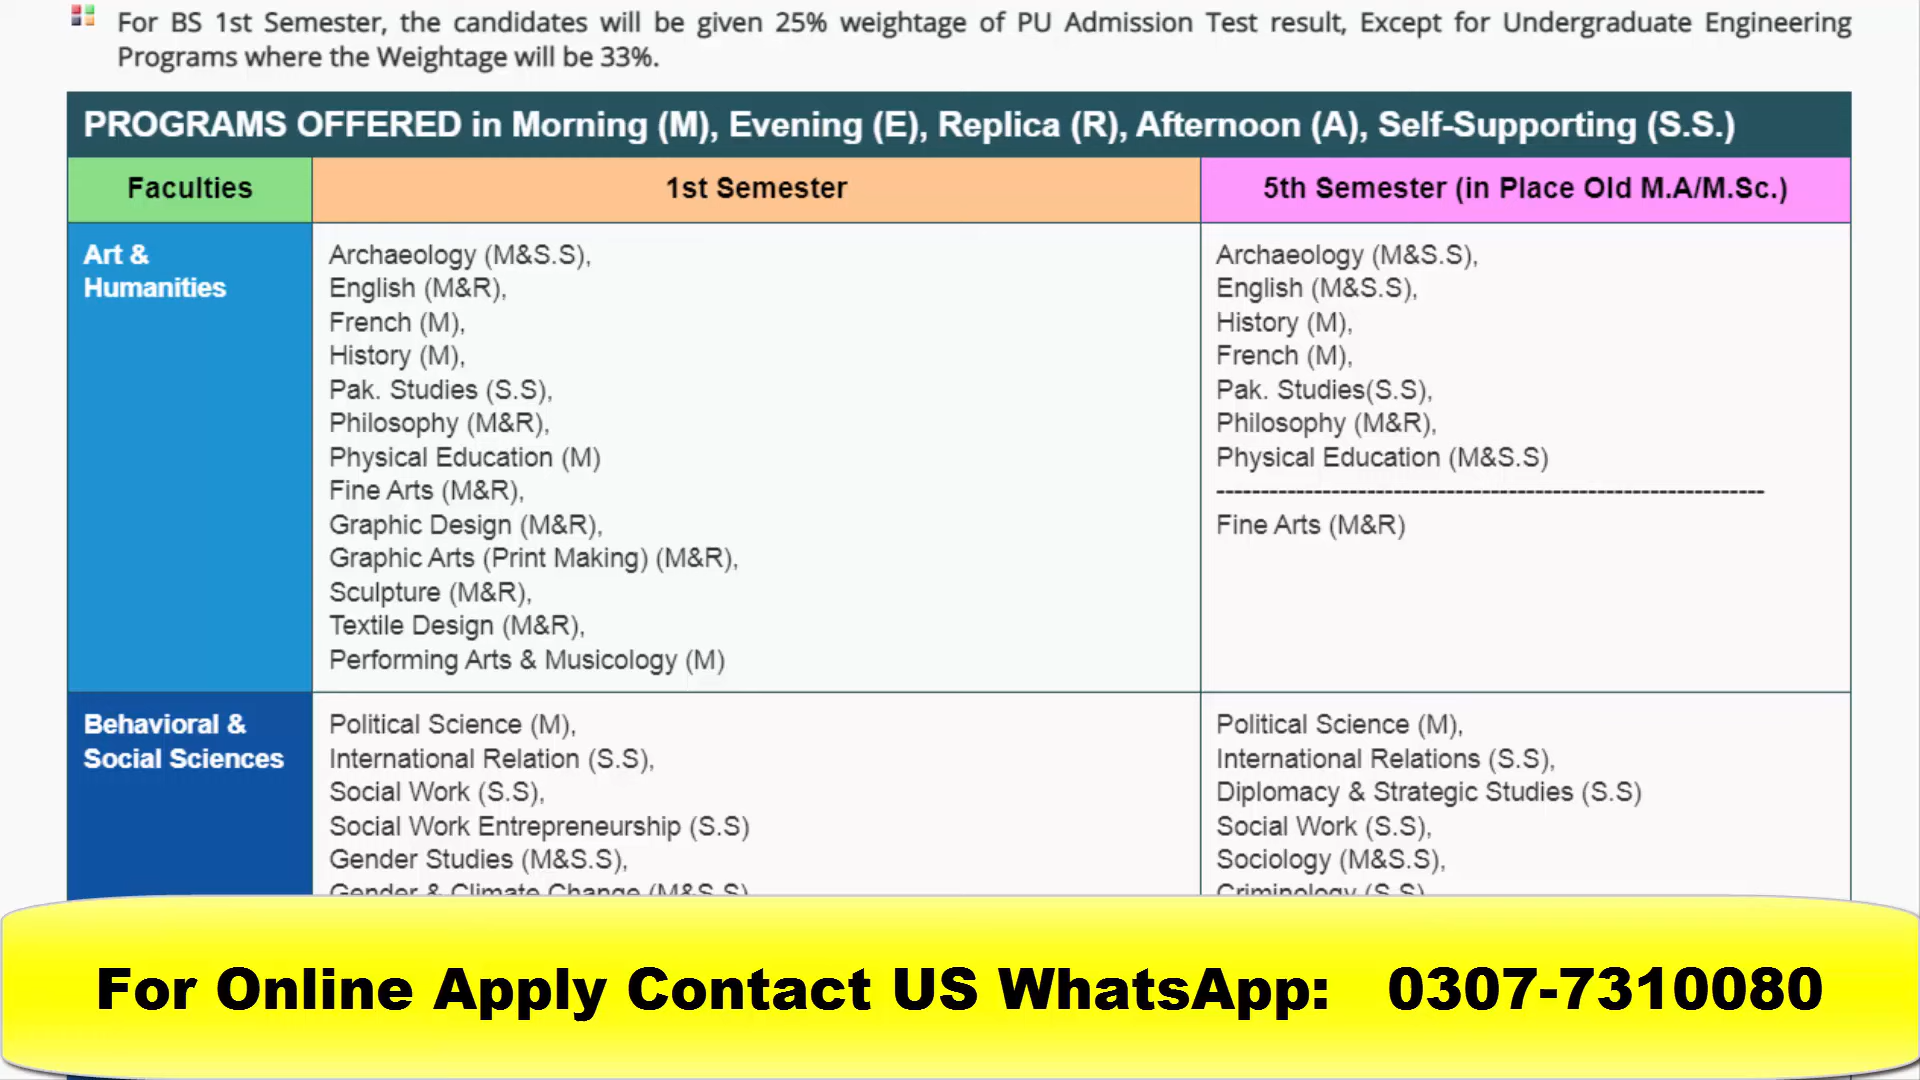 For BS 1st Semester, the candidates will be given 25% weightage of PU Admission Test result, Except for Undergraduate Engineering
Programs where the Weightage will be 33%.
PROGRAMS OFFERED in Morning (M), Evening (E), Replica (R), Afternoon (A), Self-Supporting (S.S.)
Faculties
1st Semester
5th Semester (in Place Old M.A/M.Sc.)
Art &
Humanities
Archaeology (M&S.S),
English (M&R),
French (M),
History (M),
Pak. Studies (S.S),
Philosophy (M&R),
Physical Education (M)
Fine Arts (M&R),
Graphic Design (M&R),
Graphic Arts (Print Making) (M&R),
Sculpture (M&R),
Textile Design (M&R),
Performing Arts & Musicology (M)
Archaeology (M&S.S),
English (M&S.S),
History (M),
French (M),
Pak. Studies(S.S),
Philosophy (M&R),
Physical Education (M&S.S)
Fine Arts (M&R)
Behavioral &
Social Sciences
Political Science (M),
International Relation (S.S),
Social Work (S.S),
Social Work Entrepreneurship (S.S)
Gender Studies (M&S.S),
Gender & Climate Change (M&S.S)
Political Science (M),
International Relations (S.S),
Diplomacy & Strategic Studies (S.S)
Social Work (S.S),
Sociology (M&S.S),
Criminology (S.S)
For Online Apply Contact US WhatsApp: 0307-7310080